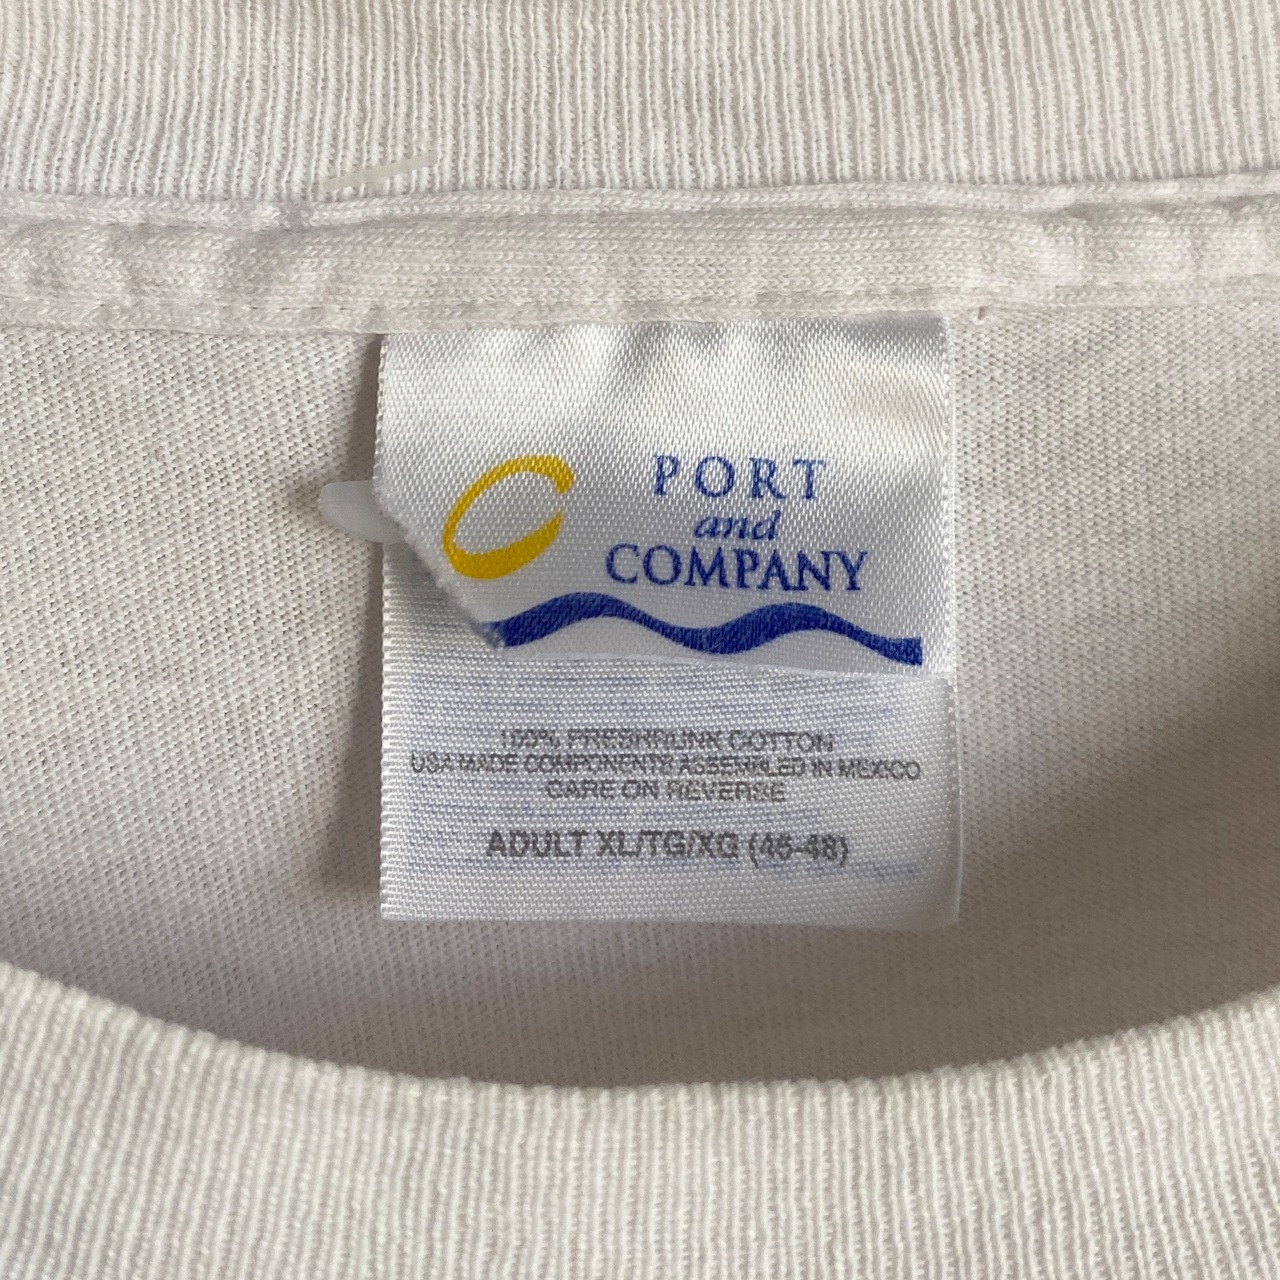 PORT
and
COMPANY
100% PRESHRUNK COTTON
USA MADE COMPONENTS ASSEMBLED IN MEXICO
CARE ON REVERSE
ADULT XL/TG/XG (46-48)